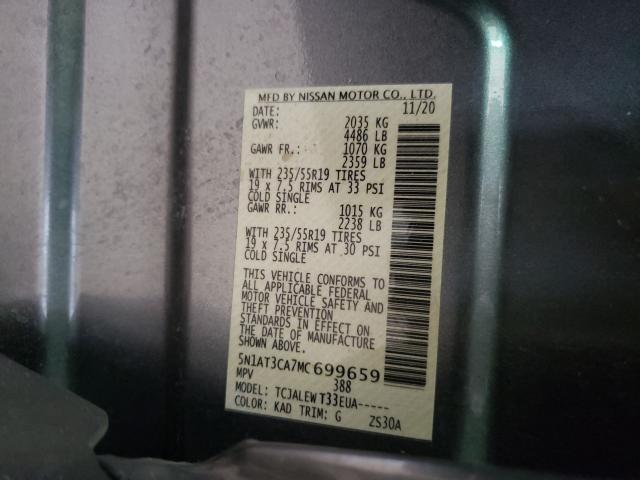 MFD BY NISSAN MOTOR CO., LTD.
DATE: 11/20
GVWR: 2035 KG
4486 LB
GAWR FR.: 1070 KG
2359 LB
WITH 235/55R19 TIRES
19 x 7.5 RIMS AT 33 PSI
COLD SINGLE
GAWR RR.: 1015 KG
2238 LB
WITH 235/55R19 TIRES
19 x 7.5 RIMS AT 30 PSI
COLD SINGLE
THIS VEHICLE CONFORMS TO
ALL APPLICABLE FEDERAL
MOTOR VEHICLE SAFETY AND
THEFT PREVENTION
STANDARDS IN EFFECT ON
THE DATE OF MANUFACTURE
SHOWN ABOVE.
5N1AT3CA7MC699659
MPV 388
MODEL: TCJALEWT33EUA-----
COLOR: KAD TRIM: G ZS30A